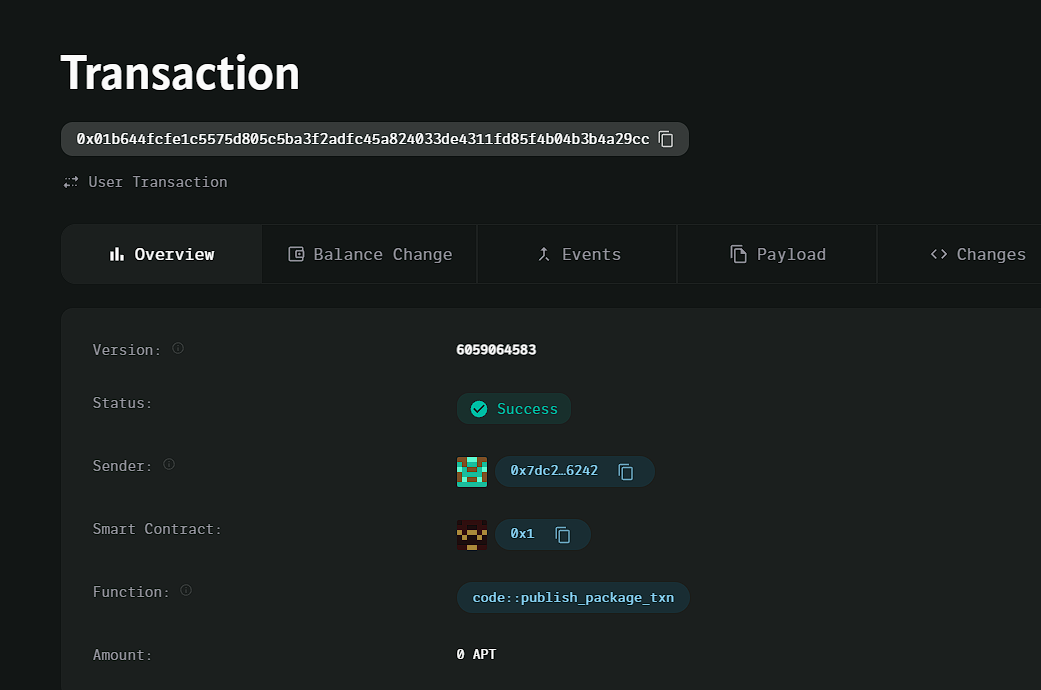 Transaction
0x01b644fcfe1c5575d805c5ba3f2adfc45a824033de4311fd85f4b04b3b4a29cc
User Transaction
Overview Balance Change Events Payload Changes
Version: 6059064583
Status: Success
Sender: 0x7dc2…6242
Smart Contract: 0x1
Function: code::publish_package_txn
Amount: 0 APT